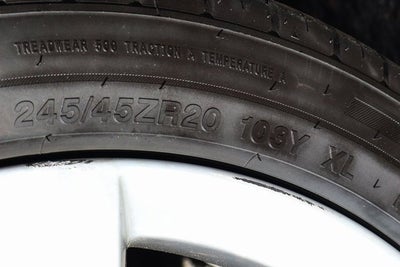 TREADWEAR 500 TRACTION A TEMPERATURE A
245/45ZR20 103Y XL